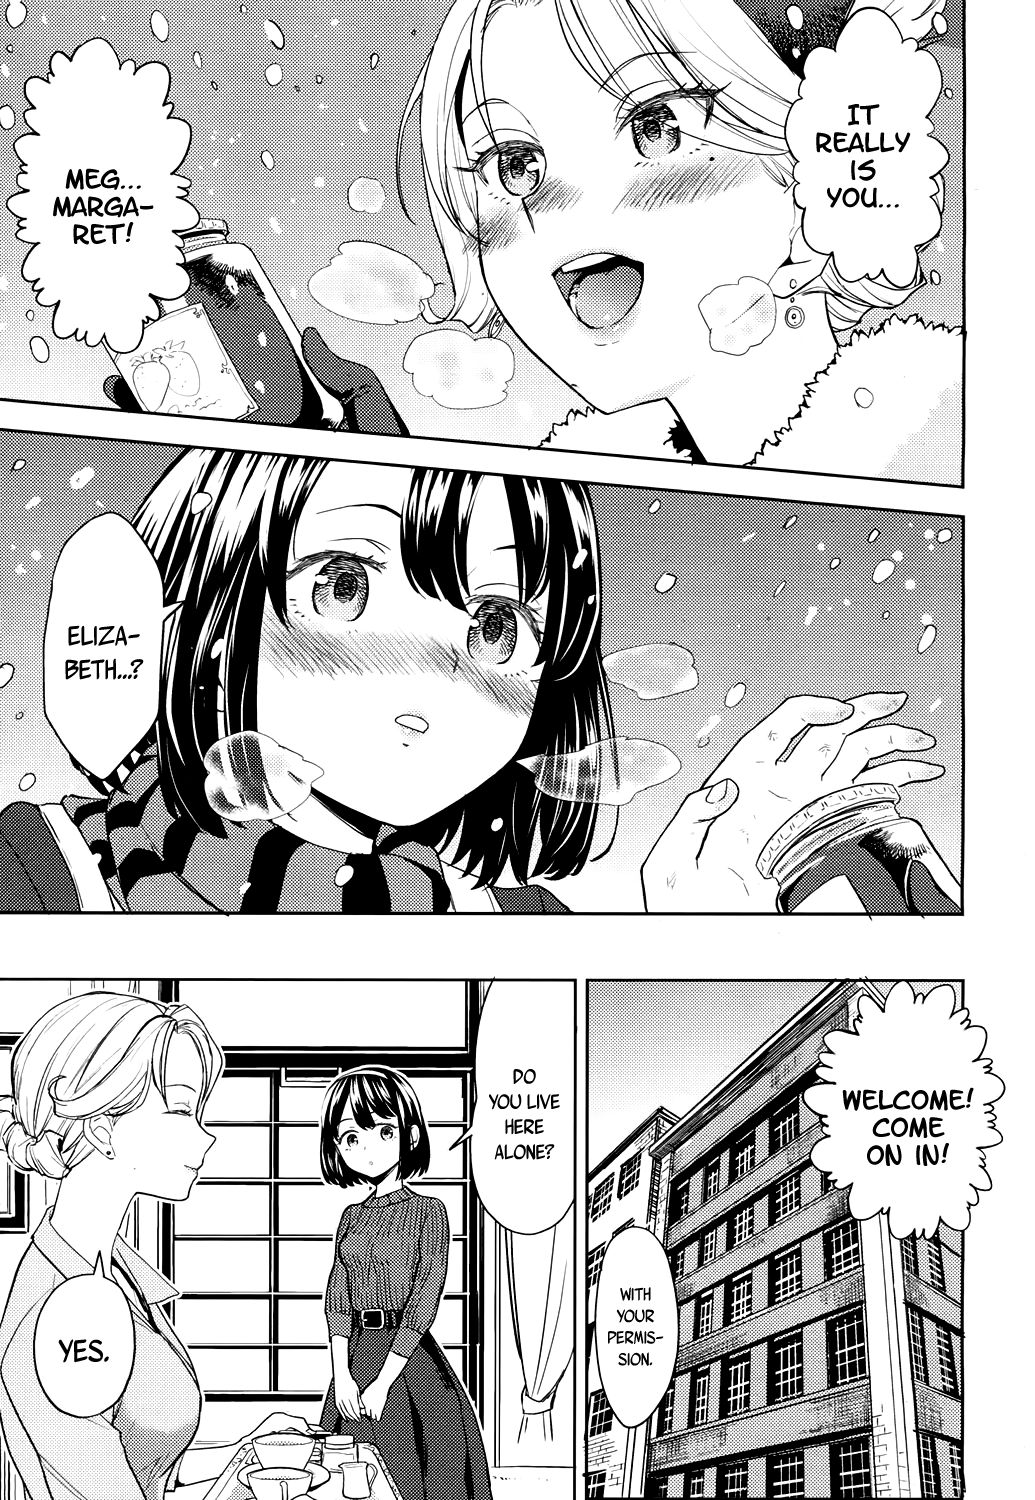 IT
REALLY
IS
YOU...
MEG...
MARGA-
RET!
ELIZA-
BETH...?
WELCOME!
COME
ON IN!
WITH
YOUR
PERMIS-
SION.
DO
YOU LIVE
HERE
ALONE?
YES.